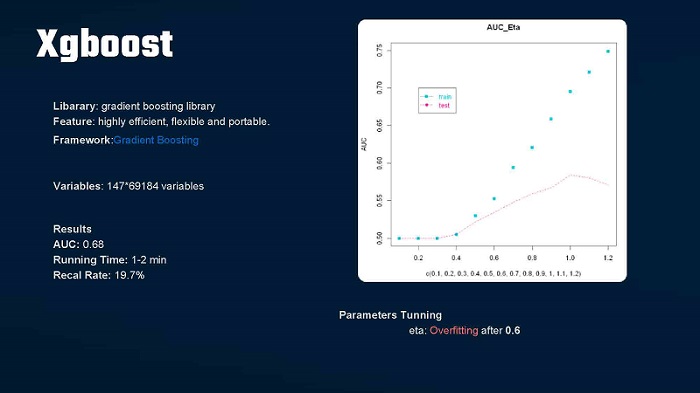 Xgboost
Libarary: gradient boosting library
Feature: highly efficient, flexible and portable.
Framework:Gradient Boosting
Variables: 147*69184 variables
Results
AUC: 0.68
Running Time: 1-2 min
Recal Rate: 19.7%
AUC_Eta
AUC
0.75
0.70
0.65
0.60
0.55
0.50
train
test
0.2 0.4 0.6 0.8 1.0 1.2
c(0.1, 0.2, 0.3, 0.4, 0.5, 0.6, 0.7, 0.8, 0.9, 1, 1.1, 1.2)
Parameters Tunning
eta: Overfitting after 0.6